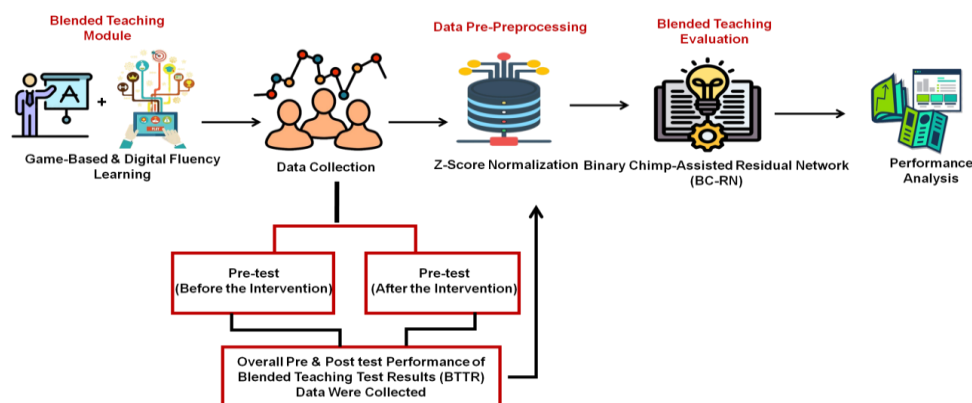 Blended Teaching
Module
Data Pre-Preprocessing
Blended Teaching
Evaluation
A
+
Game-Based & Digital Fluency
Learning
Data Collection
Z-Score Normalization
Binary Chimp-Assisted Residual Network
(BC-RN)
Performance
Analysis
Pre-test
(Before the Intervention)
Pre-test
(After the Intervention)
Overall Pre & Post test Performance of
Blended Teaching Test Results (BTTR)
Data Were Collected